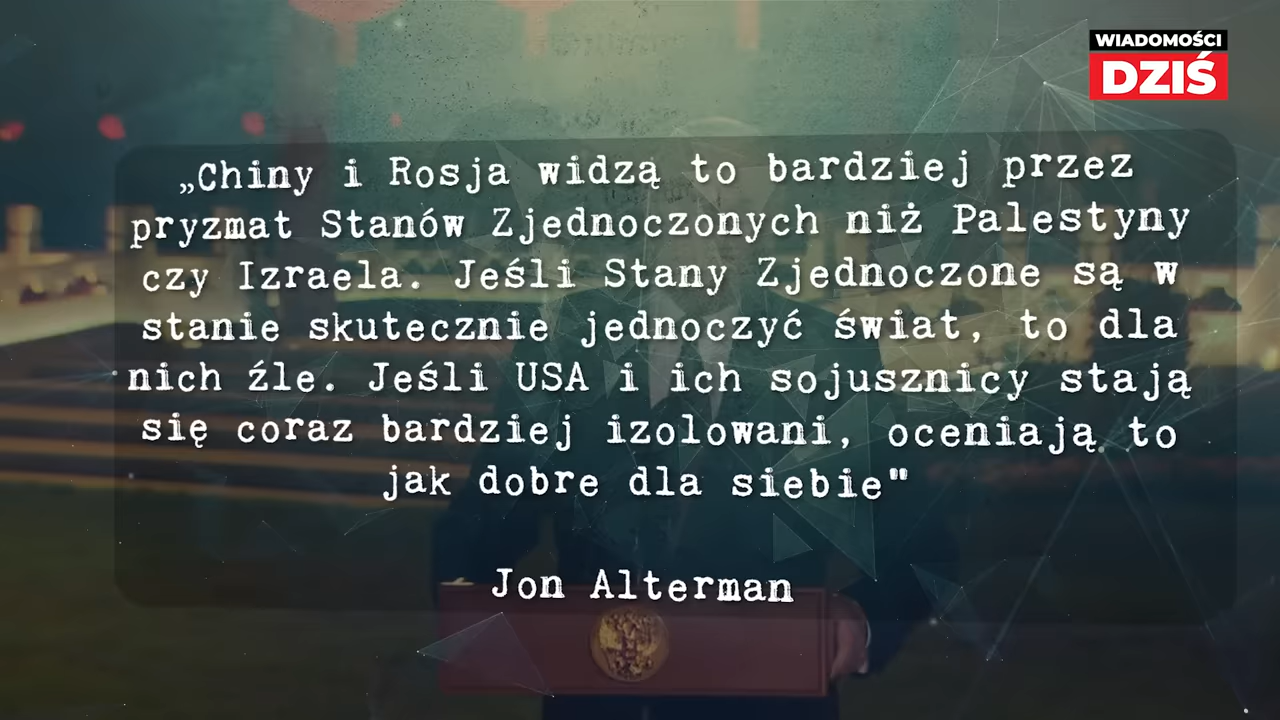 WIADOMOŚCI
DZIŚ
„Chiny i Rosja widzą to bardziej przez
pryzmat Stanów Zjednoczonych niż Palestyny
czy Izraela. Jeśli Stany Zjednoczone są w
stanie skutecznie jednoczyć świat, to dla
nich źle. Jeśli USA i ich sojusznicy stają
się coraz bardziej izolowani, oceniają to
jak dobre dla siebie"
Jon Alterman